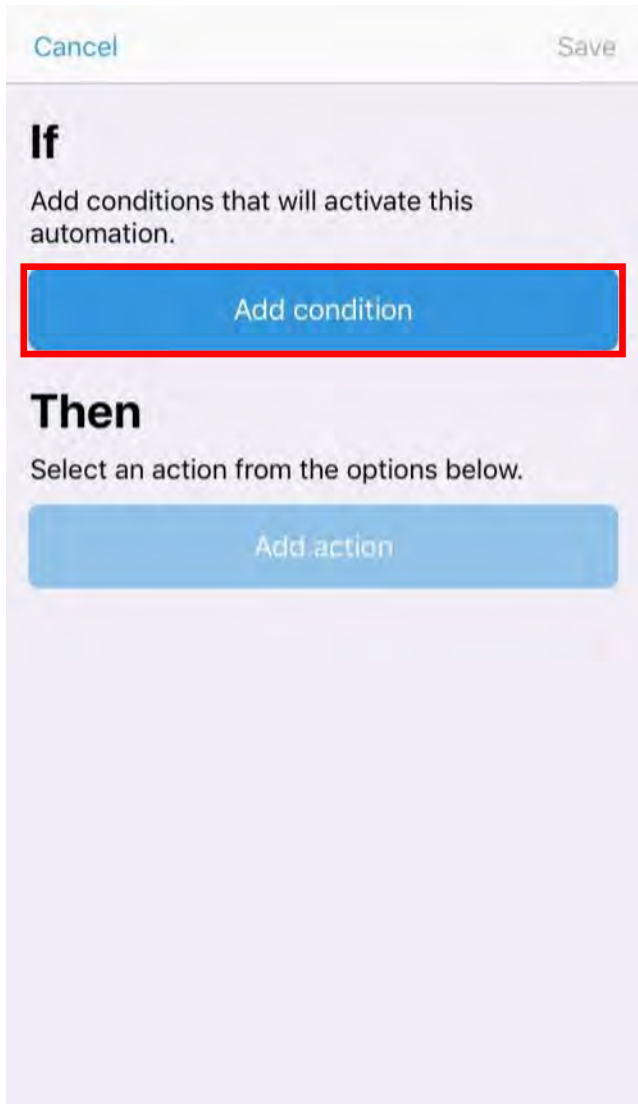 Cancel
Save
If
Add conditions that will activate this
automation.
Add condition
Then
Select an action from the options below.
Add action